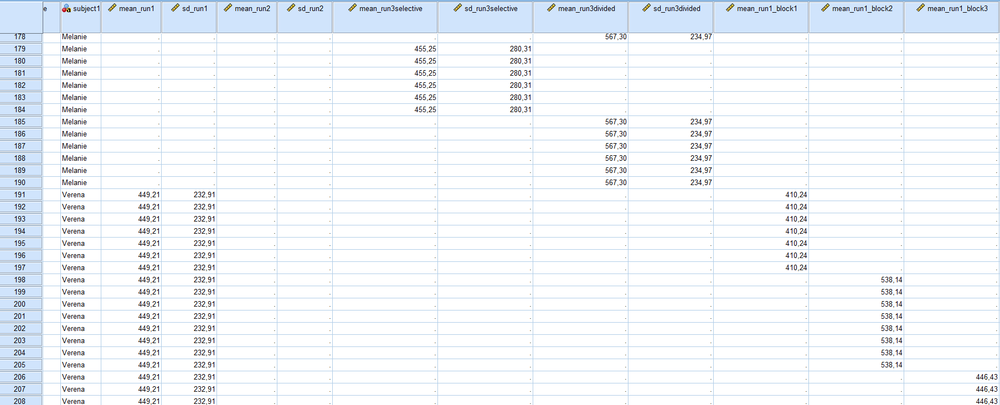 e subject1 mean_run1 sd_run1 mean_run2 sd_run2 mean_run3selective sd_run3selective mean_run3divided sd_run3divided mean_run1_block1 mean_run1_block2 mean_run1_block3
178 Melanie . . . . . . 567,30 234,97 . . .
179 Melanie . . . . 455,25 280,31 . . . . .
180 Melanie . . . . 455,25 280,31 . . . . .
181 Melanie . . . . 455,25 280,31 . . . . .
182 Melanie . . . . 455,25 280,31 . . . . .
183 Melanie . . . . 455,25 280,31 . . . . .
184 Melanie . . . . 455,25 280,31 . . . . .
185 Melanie . . . . . . 567,30 234,97 . . .
186 Melanie . . . . . . 567,30 234,97 . . .
187 Melanie . . . . . . 567,30 234,97 . . .
188 Melanie . . . . . . 567,30 234,97 . . .
189 Melanie . . . . . . 567,30 234,97 . . .
190 Melanie . . . . . . 567,30 234,97 . . .
191 Verena 449,21 232,91 . . . . . . 410,24 . .
192 Verena 449,21 232,91 . . . . . . 410,24 . .
193 Verena 449,21 232,91 . . . . . . 410,24 . .
194 Verena 449,21 232,91 . . . . . . 410,24 . .
195 Verena 449,21 232,91 . . . . . . 410,24 . .
196 Verena 449,21 232,91 . . . . . . 410,24 . .
197 Verena 449,21 232,91 . . . . . . 410,24 . .
198 Verena 449,21 232,91 . . . . . . . 538,14 .
199 Verena 449,21 232,91 . . . . . . . 538,14 .
200 Verena 449,21 232,91 . . . . . . . 538,14 .
201 Verena 449,21 232,91 . . . . . . . 538,14 .
202 Verena 449,21 232,91 . . . . . . . 538,14 .
203 Verena 449,21 232,91 . . . . . . . 538,14 .
204 Verena 449,21 232,91 . . . . . . . 538,14 .
205 Verena 449,21 232,91 . . . . . . . 538,14 .
206 Verena 449,21 232,91 . . . . . . . . 446,43
207 Verena 449,21 232,91 . . . . . . . . 446,43
208 Verena 449,21 232,91 . . . . . . . . 446,43